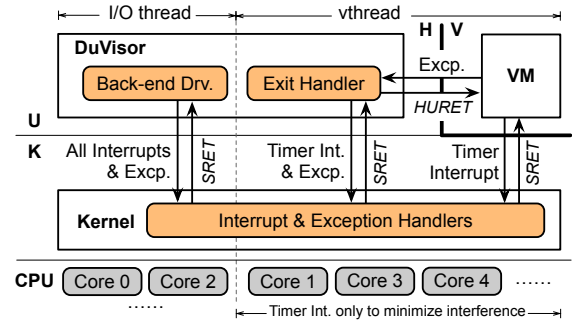 I/O thread
vthread
DuVisor
H V
Back-end Drv.
Exit Handler
Excp.
HURET
VM
U
K
All Interrupts
& Excp.
SRET
Timer Int.
& Excp.
SRET
Timer
Interrupt
SRET
Kernel
Interrupt & Exception Handlers
CPU
Core 0
Core 2
Core 1
Core 3
Core 4
......
......
Timer Int. only to minimize interference